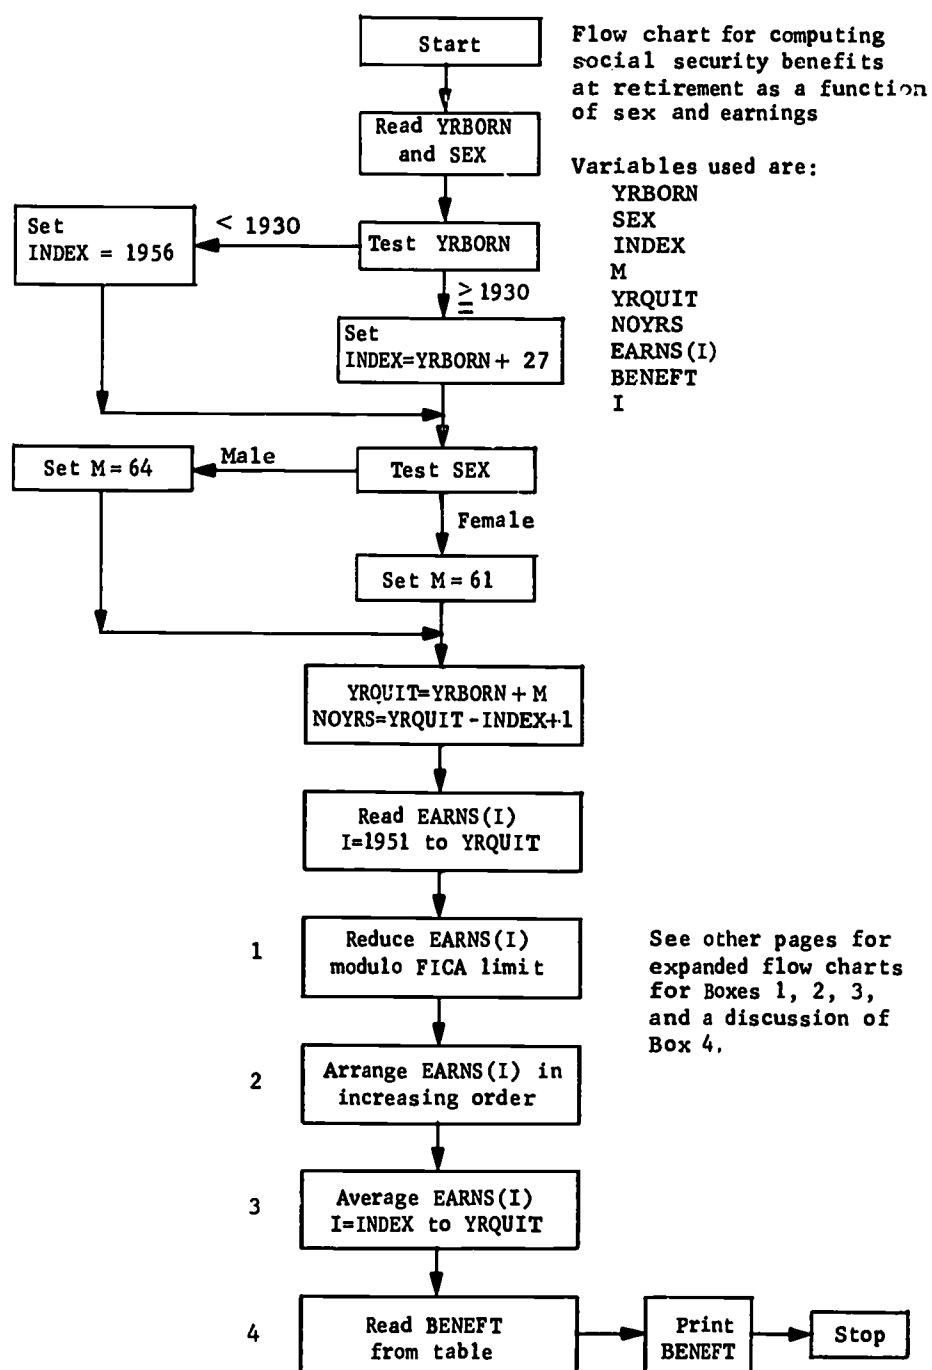 Start
Flow chart for computing
social security benefits
at retirement as a function
of sex and earnings
Read YRBORN
and SEX
Variables used are:
YRBORN
SEX
INDEX
M
YRQUIT
NOYRS
EARNS(I)
BENEFT
I
Test YRBORN
< 1930
Set
INDEX = 1956
≧ 1930
Set
INDEX=YRBORN + 27
Test SEX
Male
Set M = 64
Female
Set M = 61
YRQUIT=YRBORN + M
NOYRS=YRQUIT - INDEX+1
Read EARNS(I)
I=1951 to YRQUIT
1
Reduce EARNS(I)
modulo FICA limit
See other pages for
expanded flow charts
for Boxes 1, 2, 3,
and a discussion of
Box 4.
2
Arrange EARNS(I) in
increasing order
3
Average EARNS(I)
I=INDEX to YRQUIT
4
Read BENEFT
from table
Print
BENEFT
Stop